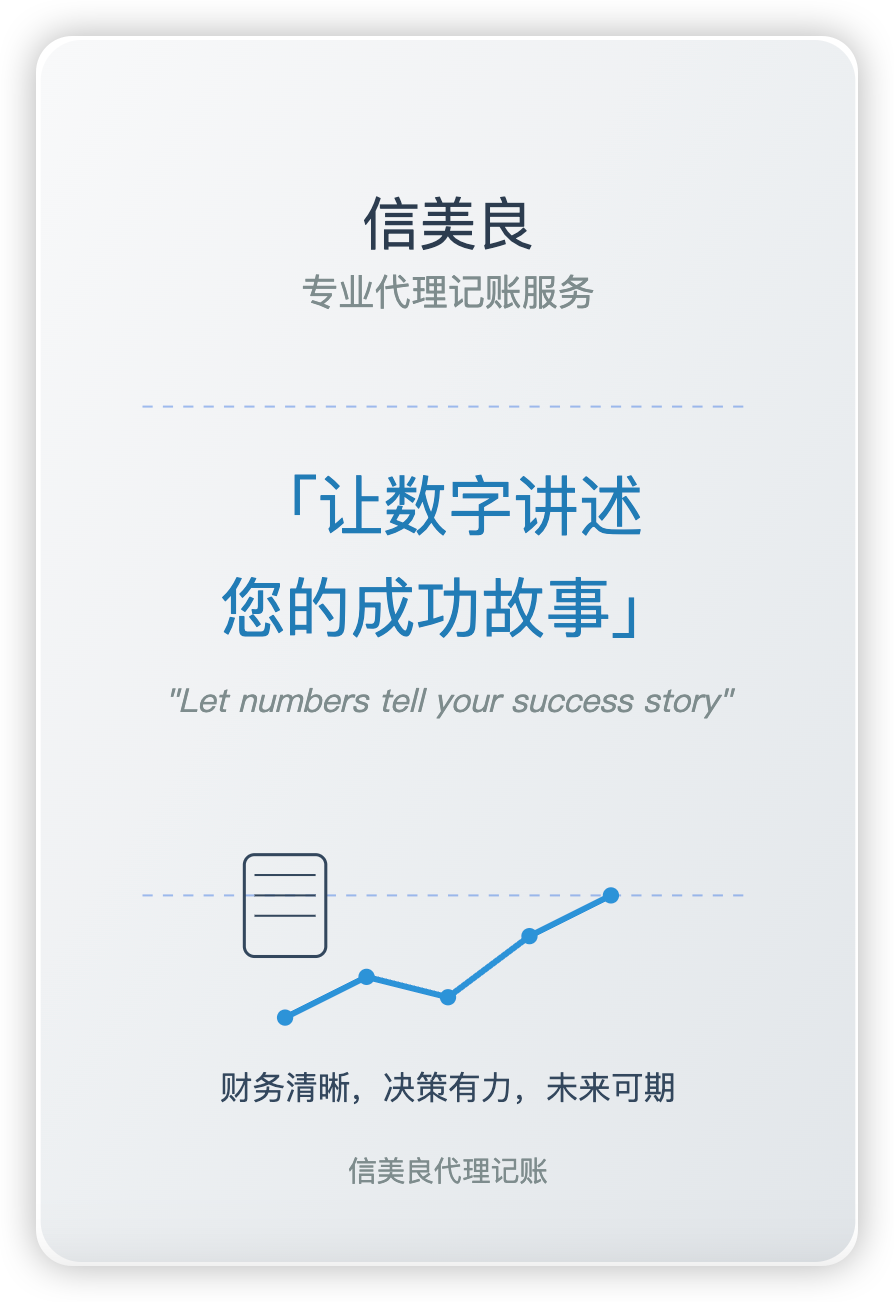 信美良
专业代理记账服务
「让数字讲述
您的成功故事」
"Let numbers tell your success story"
财务清晰，决策有力，未来可期
信美良代理记账